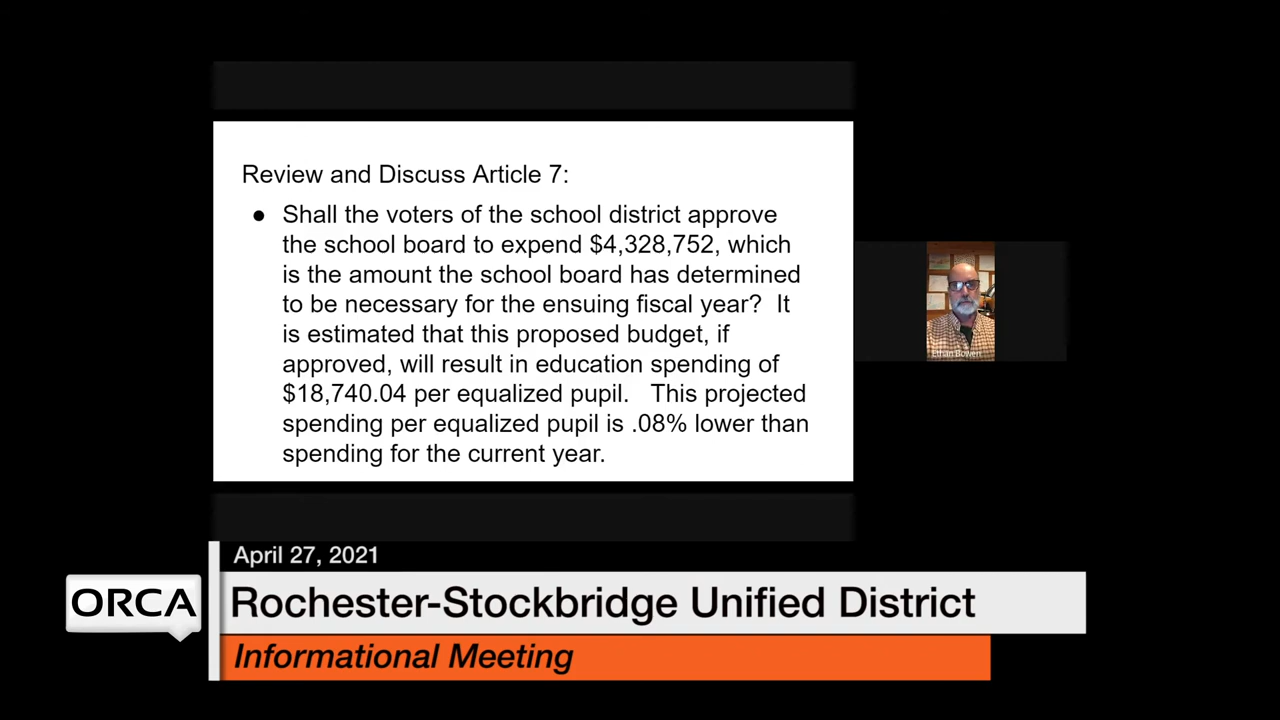 Review and Discuss Article 7:
● Shall the voters of the school district approve
the school board to expend $4,328,752, which
is the amount the school board has determined
to be necessary for the ensuing fiscal year?  It
is estimated that this proposed budget, if
approved, will result in education spending of
$18,740.04 per equalized pupil.   This projected
spending per equalized pupil is .08% lower than
spending for the current year.
Ethan Bowen
April 27, 2021
ORCA
Rochester-Stockbridge Unified District
Informational Meeting